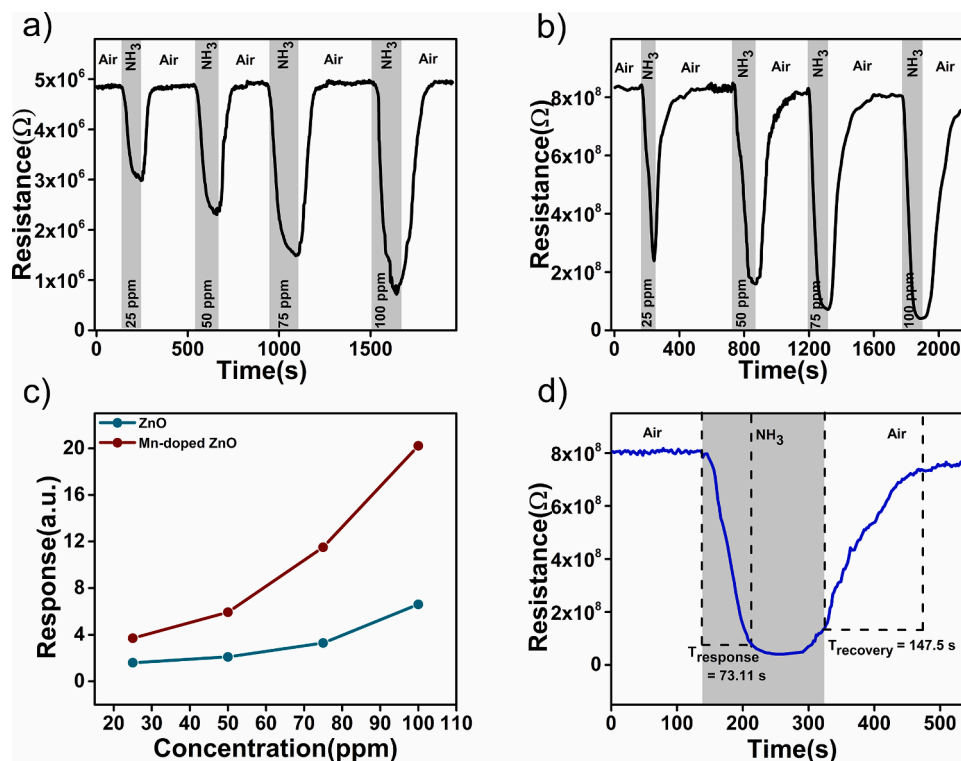 a)
Air
NH3
Air
NH3
Air
NH3
Air
NH3
Air
5x10^6
4x10^6
3x10^6
2x10^6
1x10^6
0
Resistance(Ω)
25 ppm
50 ppm
75 ppm
100 ppm
0
500
1000
1500
Time(s)
b)
Air
NH3
Air
NH3
Air
NH3
Air
NH3
Air
8x10^8
6x10^8
4x10^8
2x10^8
0
Resistance(Ω)
25 ppm
50 ppm
75 ppm
100 ppm
0
400
800
1200
1600
2000
Time(s)
c)
ZnO
Mn-doped ZnO
20
16
12
8
4
0
Response(a.u.)
20
30
40
50
60
70
80
90
100
110
Concentration(ppm)
d)
Air
NH3
Air
8x10^8
6x10^8
4x10^8
2x10^8
0
Resistance(Ω)
Tresponse
= 73.11 s
Trecovery = 147.5 s
0
100
200
300
400
500
Time(s)